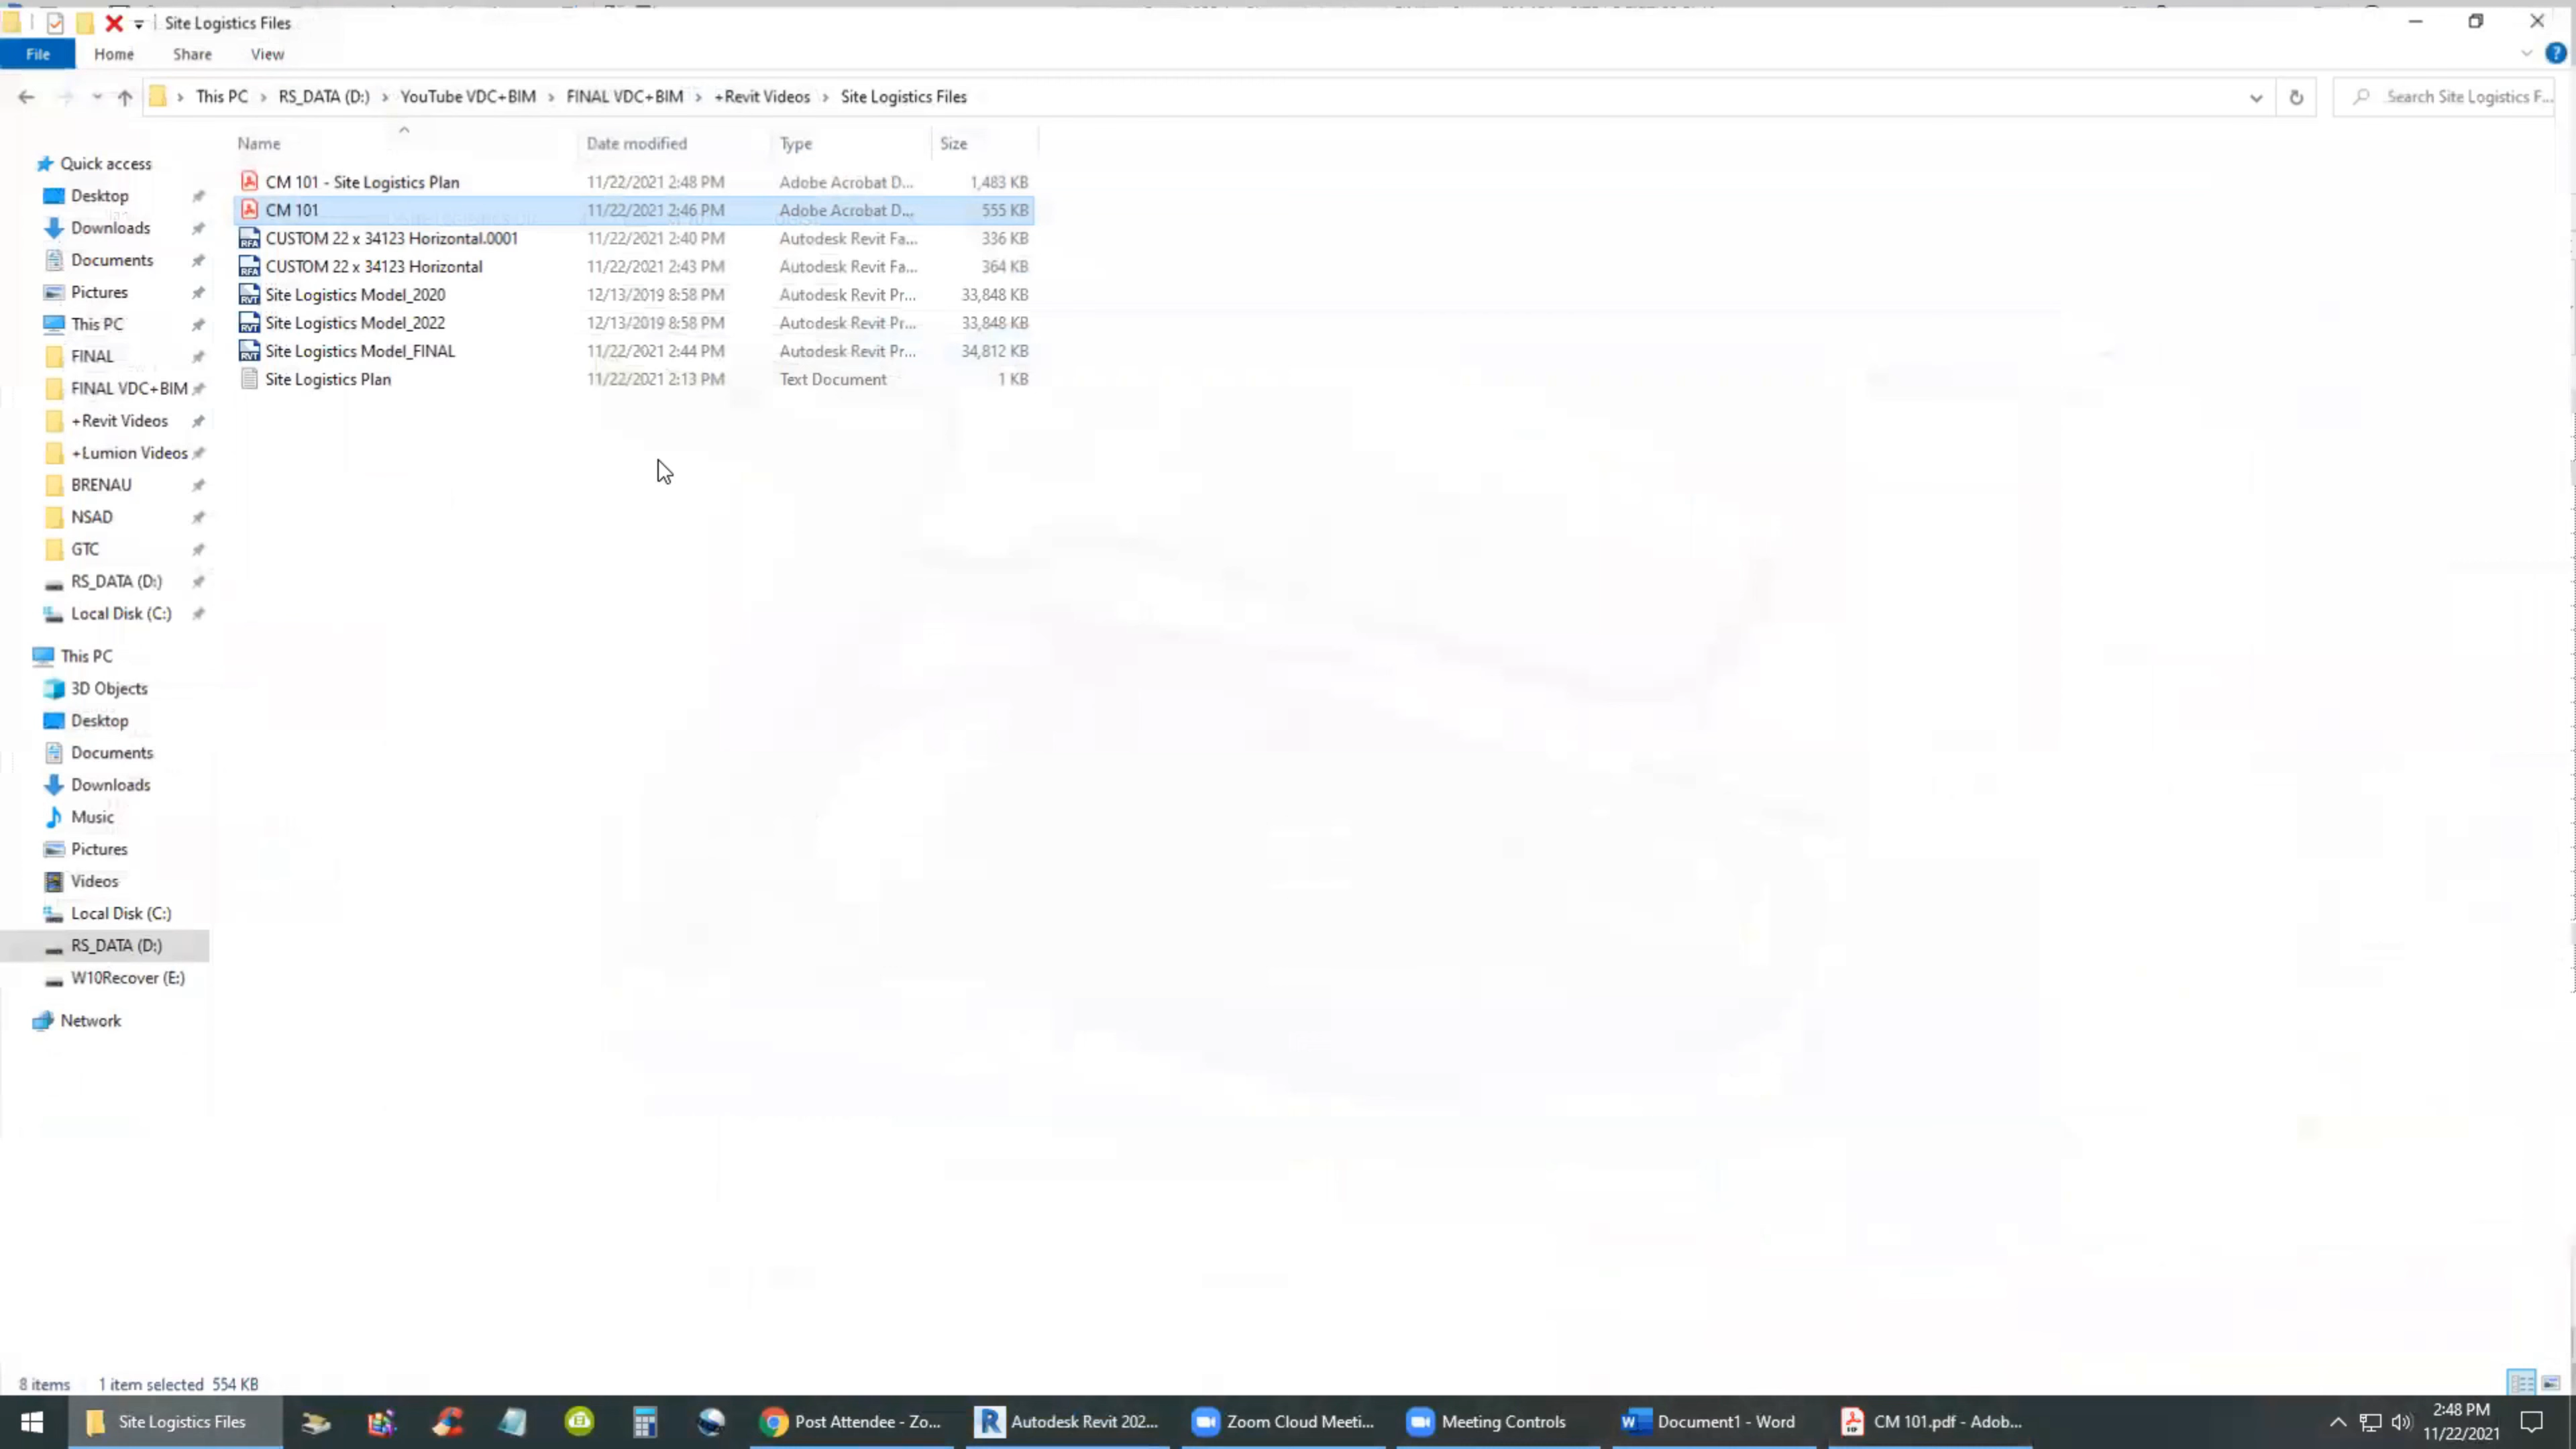 Site Logistics Files
File Home Share View
This PC RS_DATA (D:) YouTube VDC+BIM FINAL VDC+BIM +Revit Videos Site Logistics Files
Search Site Logistics F...
Name Date modified Type Size
CM 101 - Site Logistics Plan 11/22/2021 2:48 PM Adobe Acrobat D... 1,483 KB
CM 101 11/22/2021 2:46 PM Adobe Acrobat D... 555 KB
CUSTOM 22 x 34123 Horizontal.0001 11/22/2021 2:40 PM Autodesk Revit Fa... 336 KB
CUSTOM 22 x 34123 Horizontal 11/22/2021 2:43 PM Autodesk Revit Fa... 364 KB
Site Logistics Model_2020 12/13/2019 8:58 PM Autodesk Revit Pr... 33,848 KB
Site Logistics Model_2022 12/13/2019 8:58 PM Autodesk Revit Pr... 33,848 KB
Site Logistics Model_FINAL 11/22/2021 2:44 PM Autodesk Revit Pr... 34,812 KB
Site Logistics Plan 11/22/2021 2:13 PM Text Document 1 KB
Quick access
Desktop
Downloads
Documents
Pictures
This PC
FINAL
FINAL VDC+BIM
+Revit Videos
+Lumion Videos
BRENAU
NSAD
GTC
RS_DATA (D:)
Local Disk (C:)
This PC
3D Objects
Desktop
Documents
Downloads
Music
Pictures
Videos
Local Disk (C:)
RS_DATA (D:)
W10Recover (E:)
Network
8 items 1 item selected 554 KB
Site Logistics Files Post Attendee - Zo... Autodesk Revit 202... Zoom Cloud Meeti... Meeting Controls Document1 - Word CM 101.pdf - Adob... 2:48 PM
11/22/2021